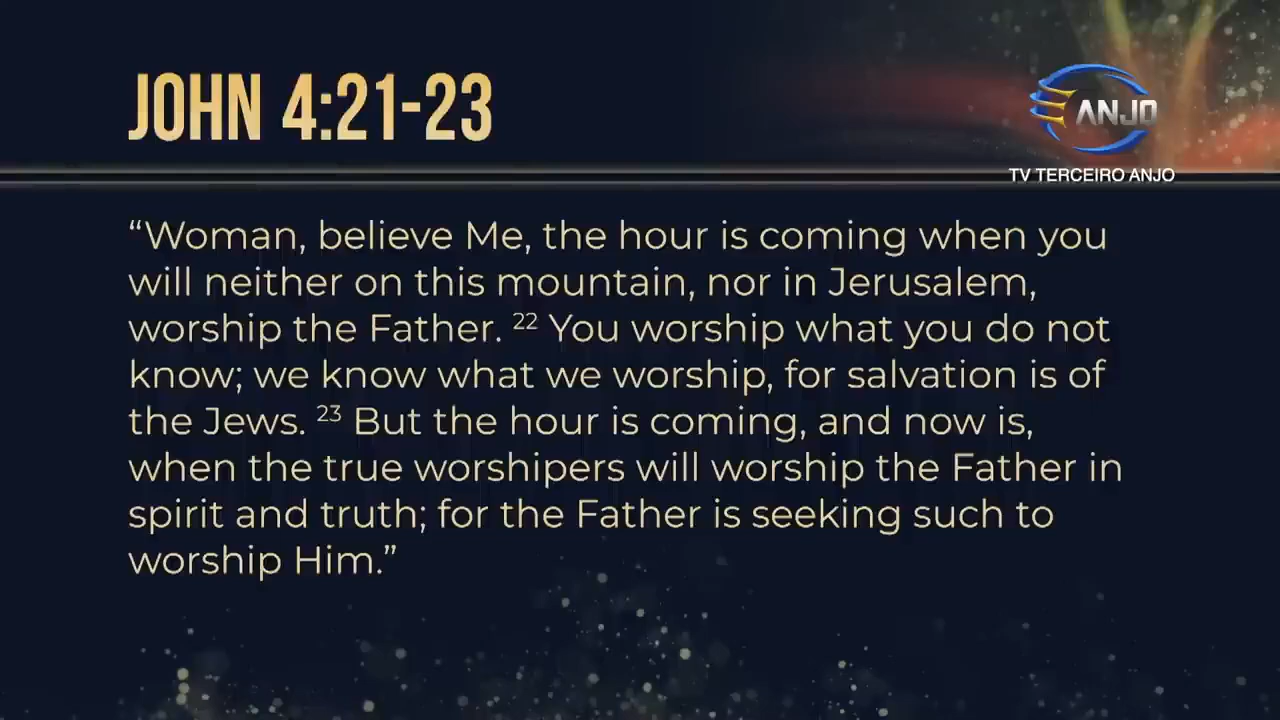 JOHN 4:21-23
ANJO
TV TERCEIRO ANJO
“Woman, believe Me, the hour is coming when you
will neither on this mountain, nor in Jerusalem,
worship the Father. 22 You worship what you do not
know; we know what we worship, for salvation is of
the Jews. 23 But the hour is coming, and now is,
when the true worshipers will worship the Father in
spirit and truth; for the Father is seeking such to
worship Him.”